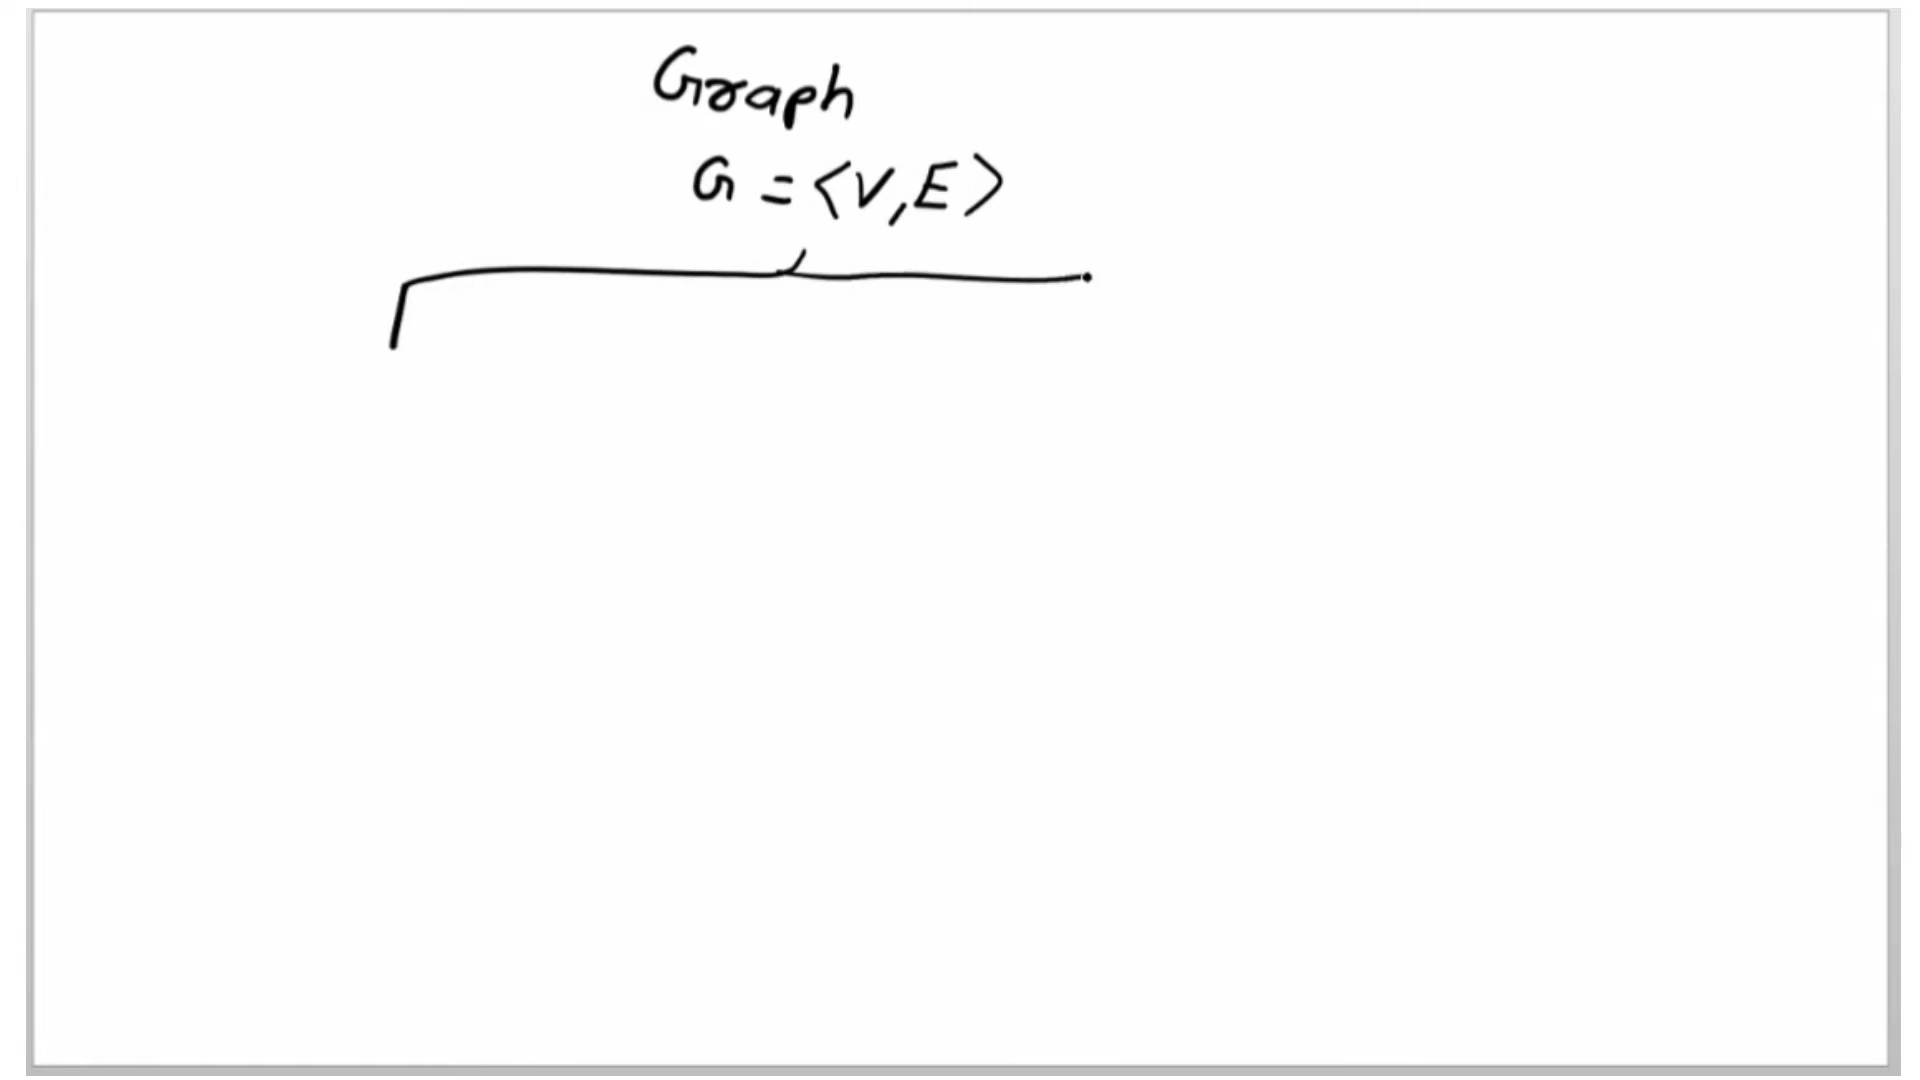 Graph
G = <V, E>